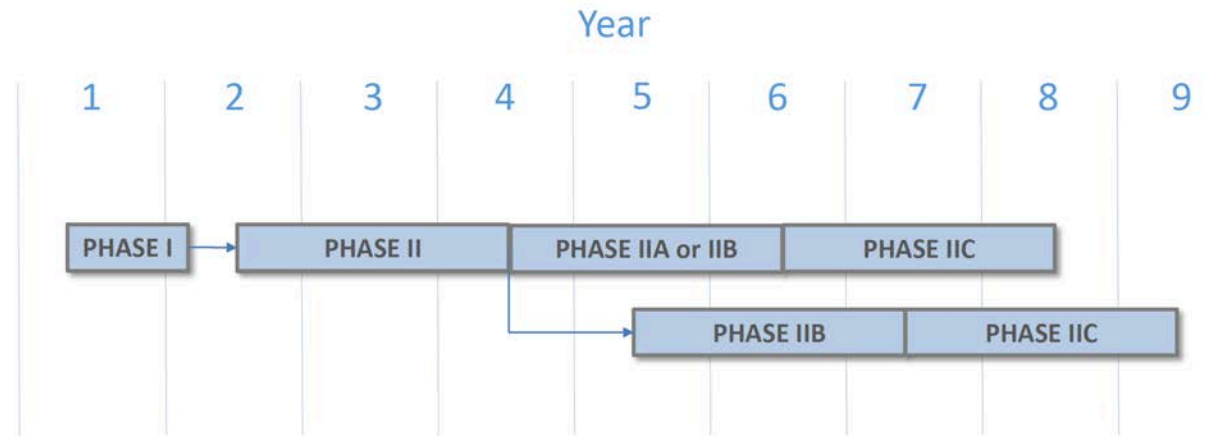 Year
1 2 3 4 5 6 7 8 9
PHASE I PHASE II PHASE IIA or IIB PHASE IIC
PHASE IIB PHASE IIC